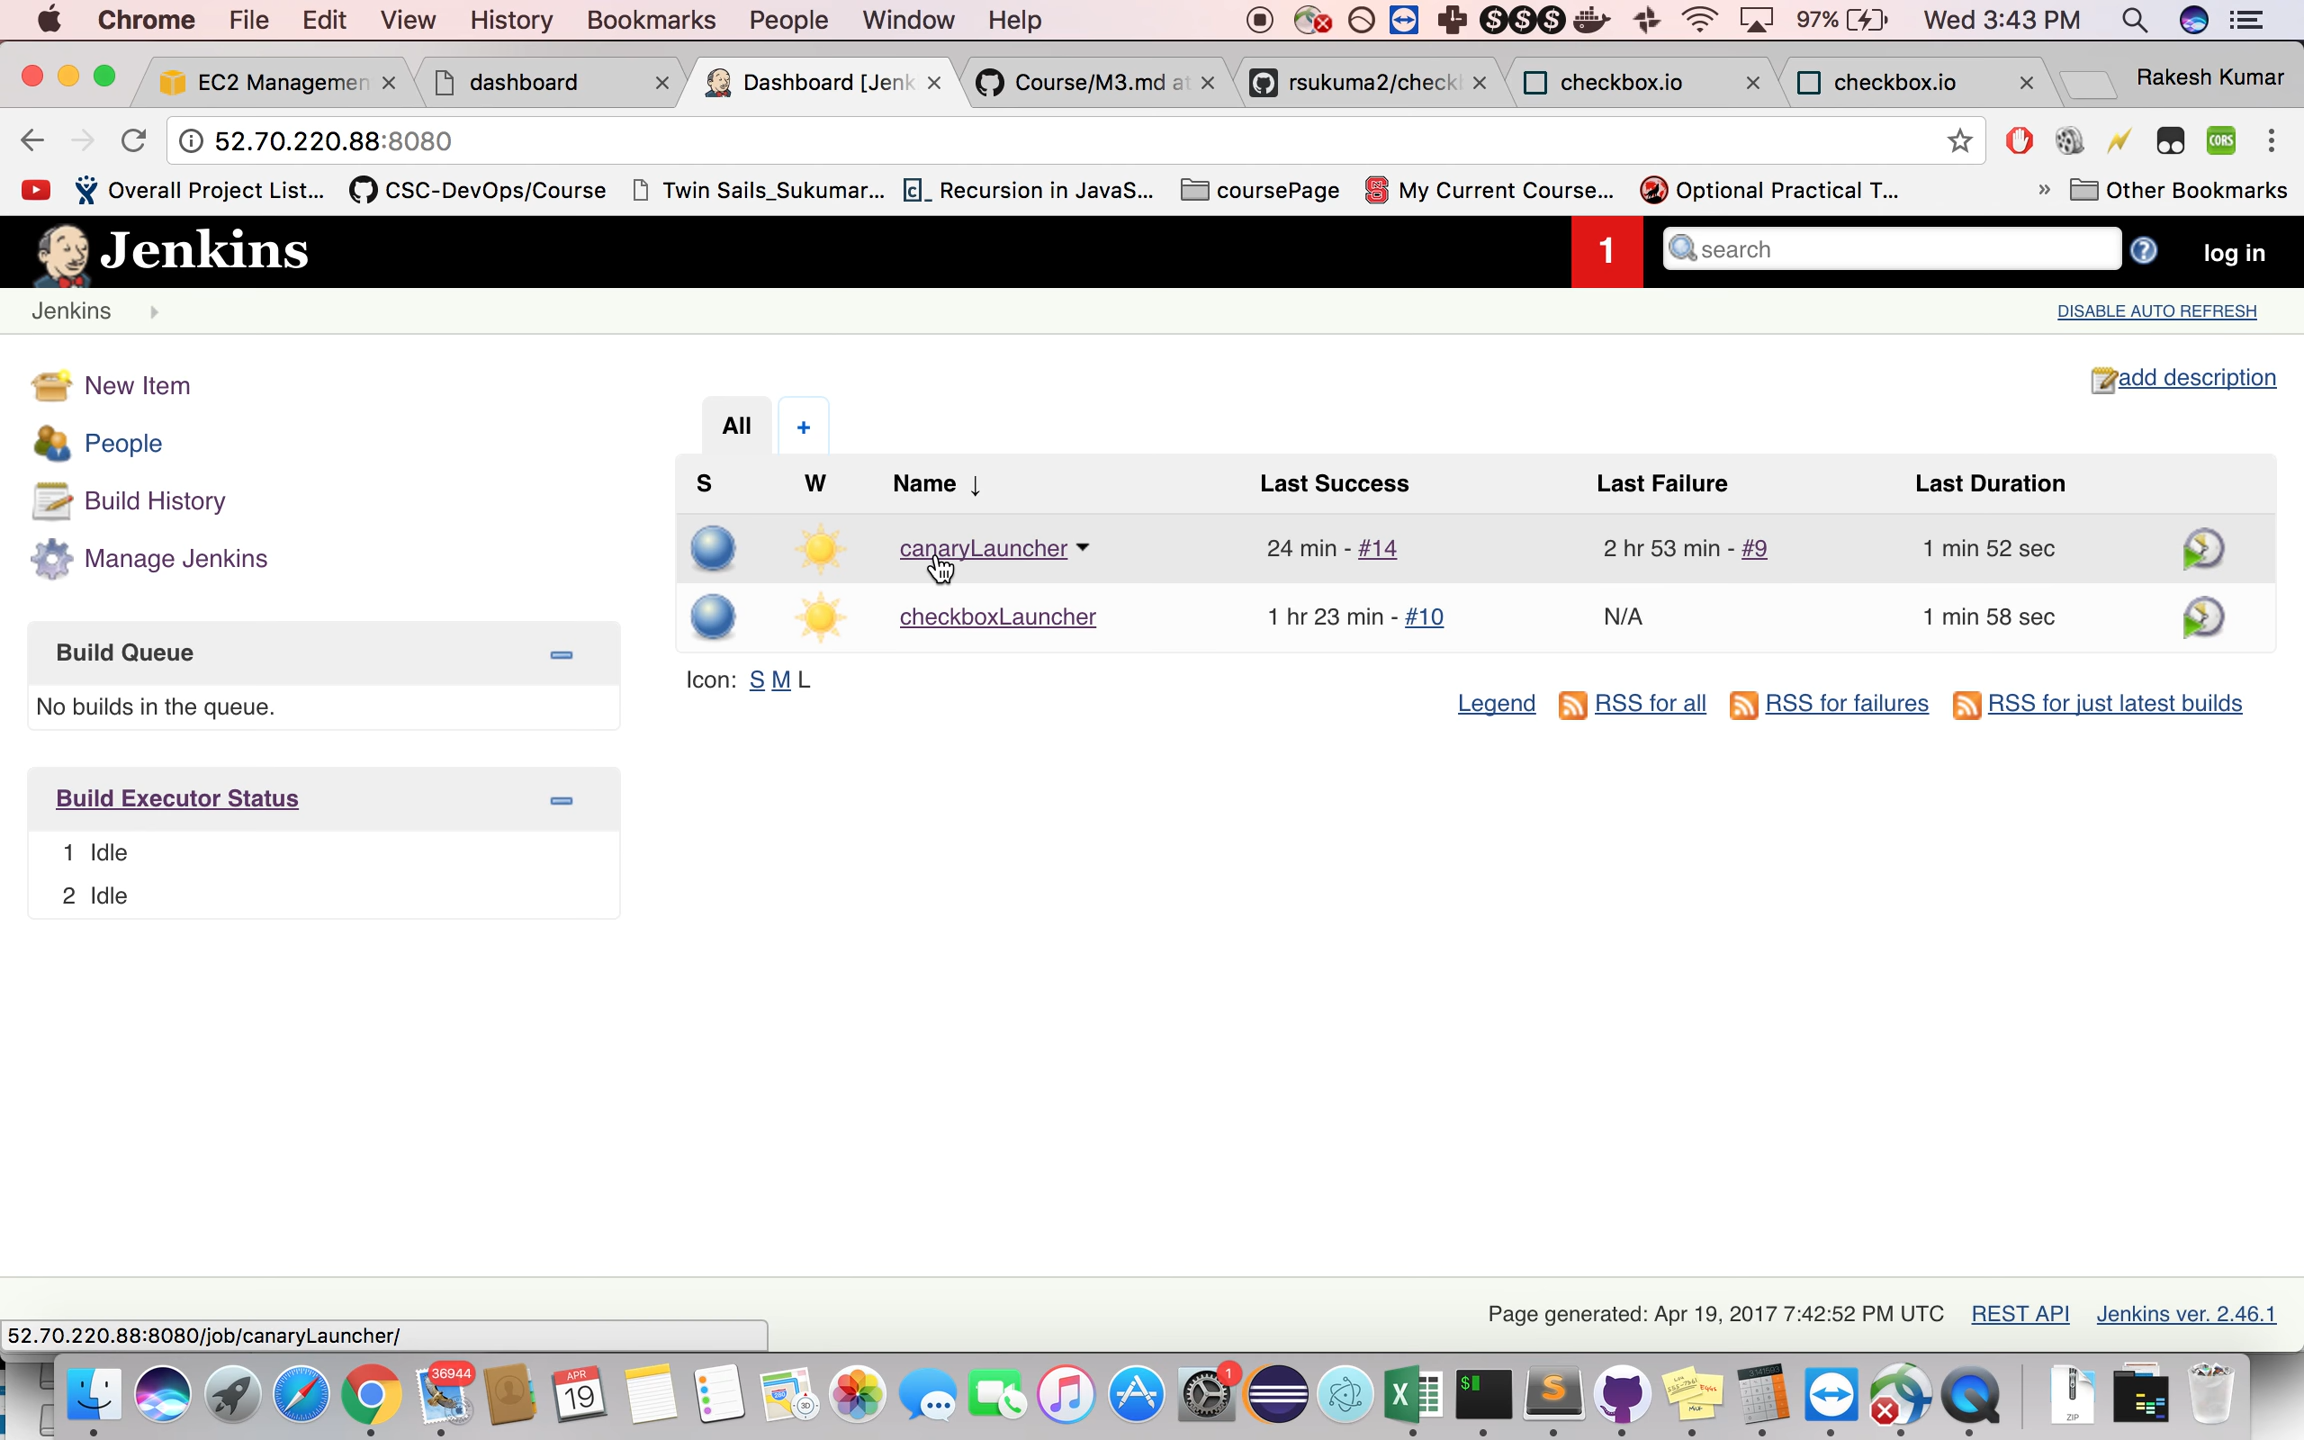 Chrome File Edit View History Bookmarks People Window Help 97% Wed 3:43 PM
EC2 Managemen dashboard Dashboard [Jenk Course/M3.md at rsukuma2/check checkbox.io checkbox.io Rakesh Kumar
52.70.220.88:8080 CORS
Overall Project List... CSC-DevOps/Course Twin Sails_Sukumar... Recursion in JavaS... coursePage My Current Course... Optional Practical T... » Other Bookmarks
Jenkins 1 search log in
Jenkins DISABLE AUTO REFRESH
add description
New Item
People
Build History
Manage Jenkins
All +
S W Name ↓ Last Success Last Failure Last Duration
canaryLauncher 24 min - #14 2 hr 53 min - #9 1 min 52 sec
checkboxLauncher 1 hr 23 min - #10 N/A 1 min 58 sec
Icon: S M L
Legend RSS for all RSS for failures RSS for just latest builds
Build Queue
No builds in the queue.
Build Executor Status
1 Idle
2 Idle
Page generated: Apr 19, 2017 7:42:52 PM UTC REST API Jenkins ver. 2.46.1
52.70.220.88:8080/job/canaryLauncher/
36944 APR 19 1 ZIP